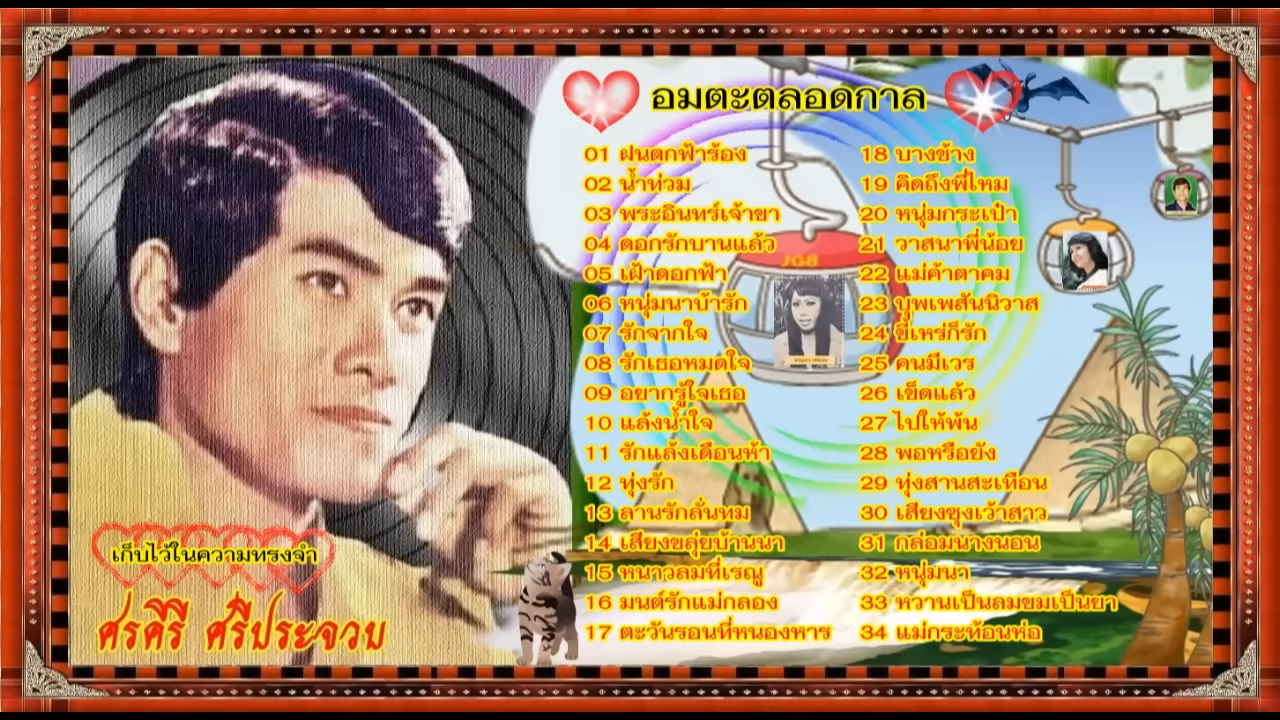 อมตะตลอดกาล
01 ฝนตกฟ้าร้อง
02 น้ำท่วม
03 พระอินทร์เจ้าขา
04 ดอกรักบานแล้ว
05 เฝ้าดอกฟ้า
06 หนุ่มนาบ้ารัก
07 รักจากใจ
08 รักเธอหมดใจ
09 อยากรู้ใจเธอ
10 แล้งน้ำใจ
11 รักแล้งเดือนห้า
12 ทุ่งรัก
13 ลานรักลั่นทม
14 เสียงขลุ่ยบ้านนา
15 หนาวลมที่เรณู
16 มนต์รักแม่กลอง
17 ตะวันรอนที่หนองหาร
18 บางช้าง
19 คิดถึงพี่ไหม
20 หนุ่มกระเป๋า
21 วาสนาพี่น้อย
22 แม่ค้าตาคม
23 บุพเพสันนิวาส
24 ขี้เหร่ก็รัก
25 คนมีเวร
26 เข็ดแล้ว
27 ไปให้พ้น
28 พอหรือยัง
29 ทุ่งสานสะเทือน
30 เสียงซุงเว้าสาว
31 กล่อมนางนอน
32 หนุ่มนา
33 หวานเป็นลมขมเป็นยา
34 แม่กระท้อนห่อ
JGB
เก็บไว้ในความทรงจำ
ศรคีรี ศรีประจวบ